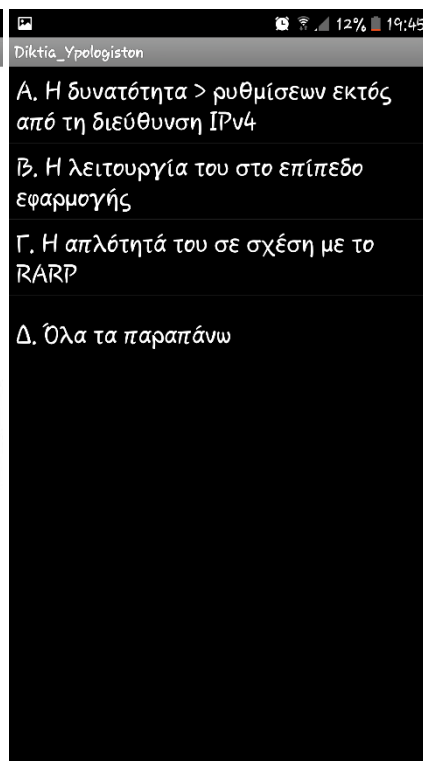 12% 19:45
Diktia_Ypologiston
Α. Η δυνατότητα > ρυθμίσεων εκτός
από τη διεύθυνση IPv4
Β. Η λειτουργία του στο επίπεδο
εφαρμογής
Γ. Η απλότητά του σε σχέση με το
RARP
Δ. Όλα τα παραπάνω